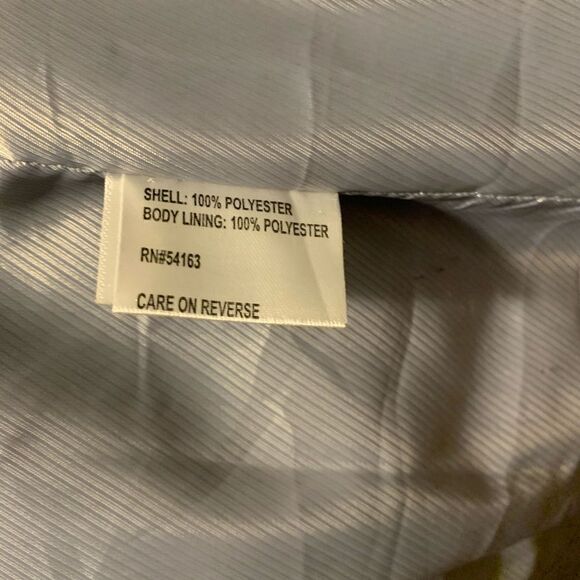 SHELL: 100% POLYESTER
BODY LINING: 100% POLYESTER
RN#54163
CARE ON REVERSE